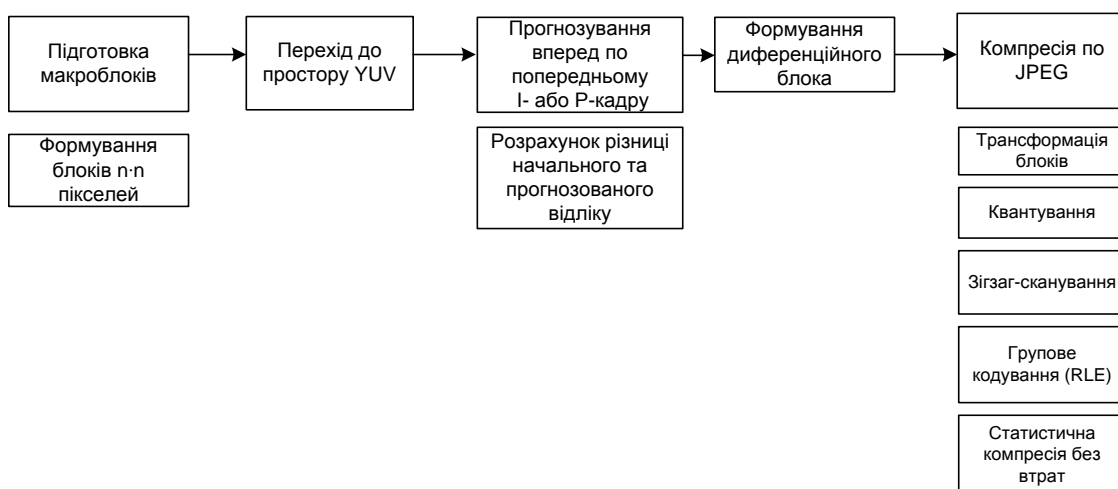 Підготовка
макроблоків
Перехід до
простору YUV
Прогнозування
вперед по
попередньому
I- або P-кадру
Формування
диференційного
блока
Компресія по
JPEG
Формування
блоків n·n
пікселей
Розрахунок різниці
начального та
прогнозованого
відліку
Трансформація
блоків
Квантування
Зігзаг-сканування
Групове
кодування (RLE)
Статистична
компресія без
втрат